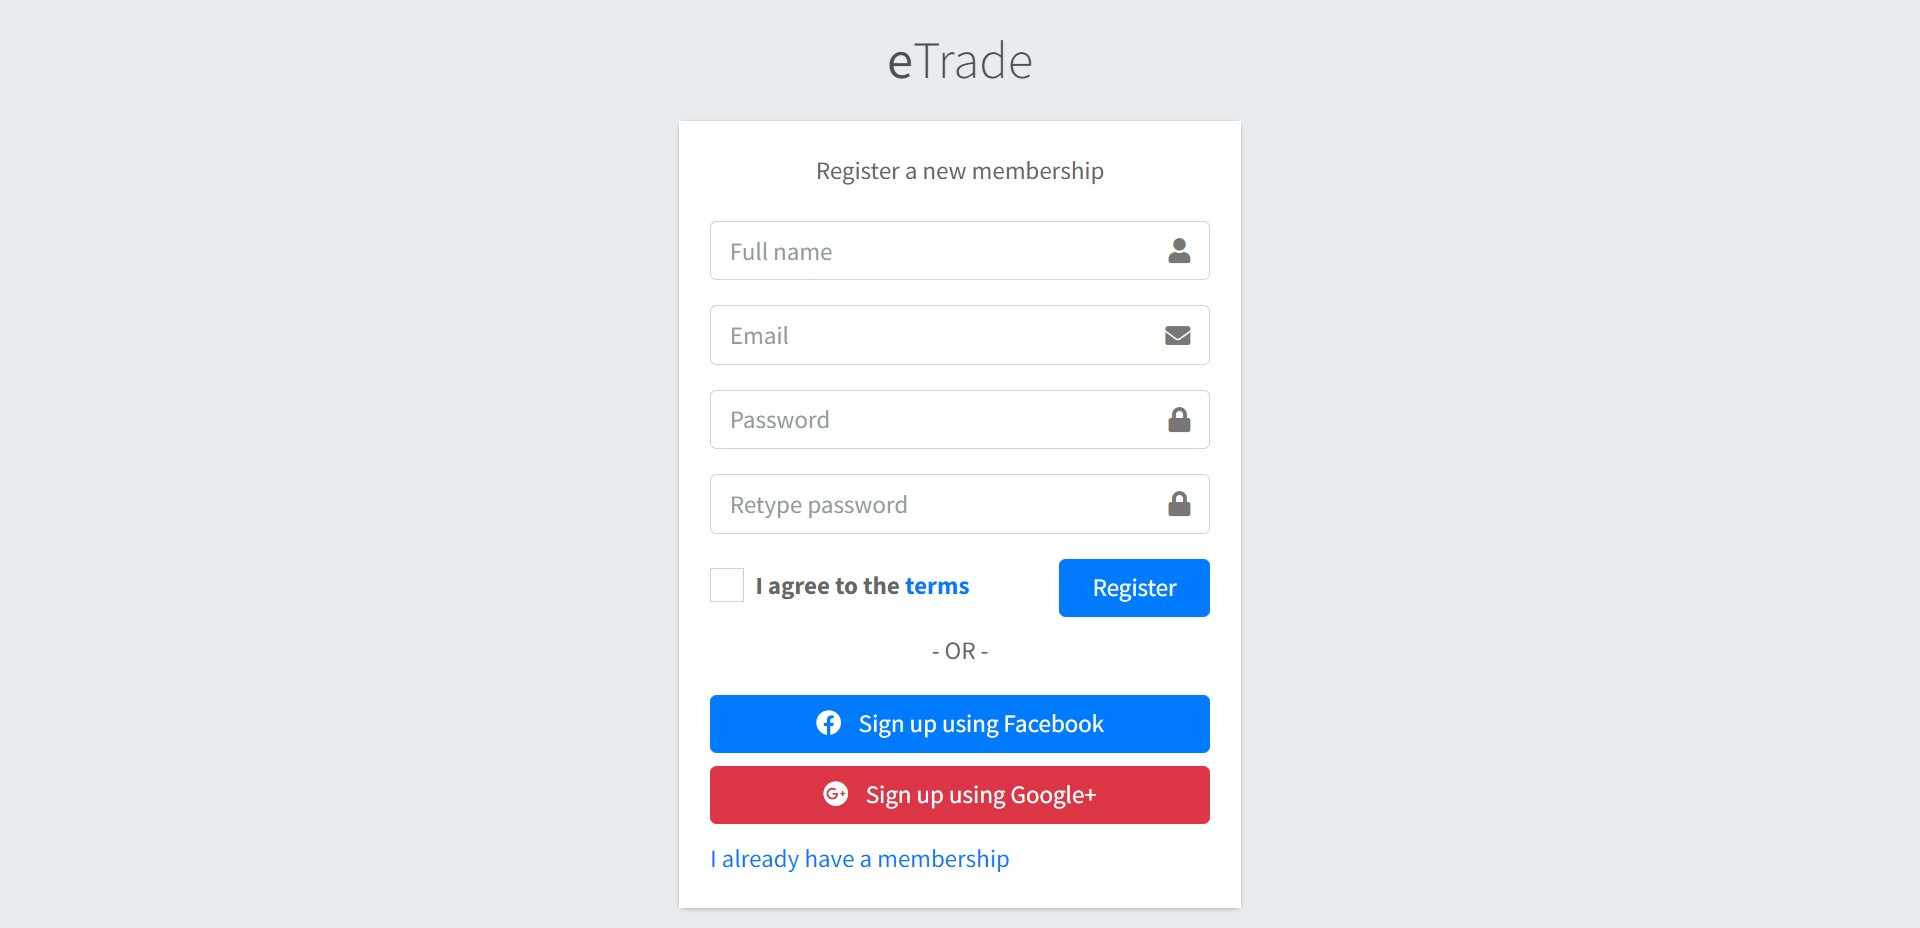 eTrade
Register a new membership
Full name
Email
Password
Retype password
I agree to the terms
Register
- OR -
Sign up using Facebook
Sign up using Google+
I already have a membership